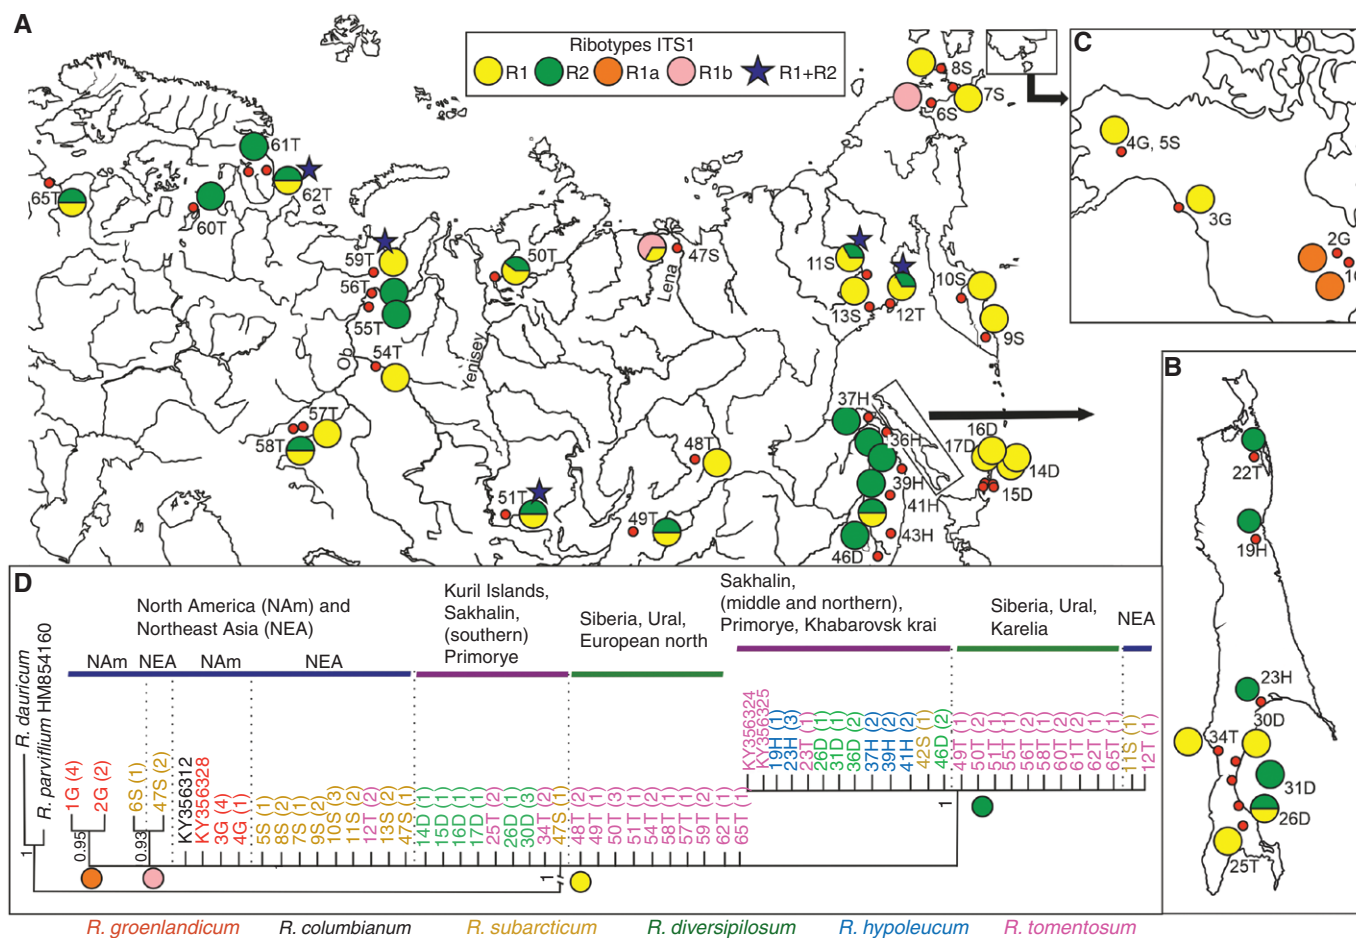 A
Ribotypes ITS1
R1 R2 R1a R1b R1+R2
8S
7S
6S
C
4G, 5S
3G
2G
61T
62T
65T
60T
59T
56T
55T
54T
Ob
Yenisey
50T
47S
Lena
11S
13S
12T
10S
9S
57T
58T
48T
51T
49T
37H
36H
39H
41H
43H
46D
16D
17D
14D
15D
B
22T
19H
23H
30D
34T
31D
26D
25T
D
North America (NAm) and
Northeast Asia (NEA)
Kuril Islands,
Sakhalin,
(southern)
Primorye
Siberia, Ural,
European north
Sakhalin,
(middle and northern),
Primorye, Khabarovsk krai
Siberia, Ural,
Karelia
NEA
NAm NEA NAm NEA
R. dauricum
R. parvifilium HM854160
1G (4)
2G (2)
6S (1)
47S (2)
KY356312
KY356328
3G (4)
4G (1)
5S (1)
8S (2)
7S (1)
9S (2)
10S (3)
11S (2)
12T (2)
13S (2)
47S (1)
14D (1)
15D (1)
16D (1)
17D (1)
25T (2)
26D (1)
30D (3)
34T (2)
47S (1)
48T (2)
49T (1)
50T (3)
51T (1)
54T (2)
58T (1)
57T (1)
59T (2)
62T (1)
65T (1)
KY356324
KY356325
19H (1)
23H (3)
23T (1)
26D (1)
31D (1)
36D (2)
37H (2)
39H (2)
41H (2)
42S (1)
46D (2)
49T (1)
50T (2)
51T (1)
55T (1)
56T (2)
58T (1)
60T (2)
61T (2)
62T (1)
65T (1)
11S (1)
12T (1)
0.95
0.93
1
1
1
R. groenlandicum R. columbianum R. subarcticum R. diversipilosum R. hypoleucum R. tomentosum